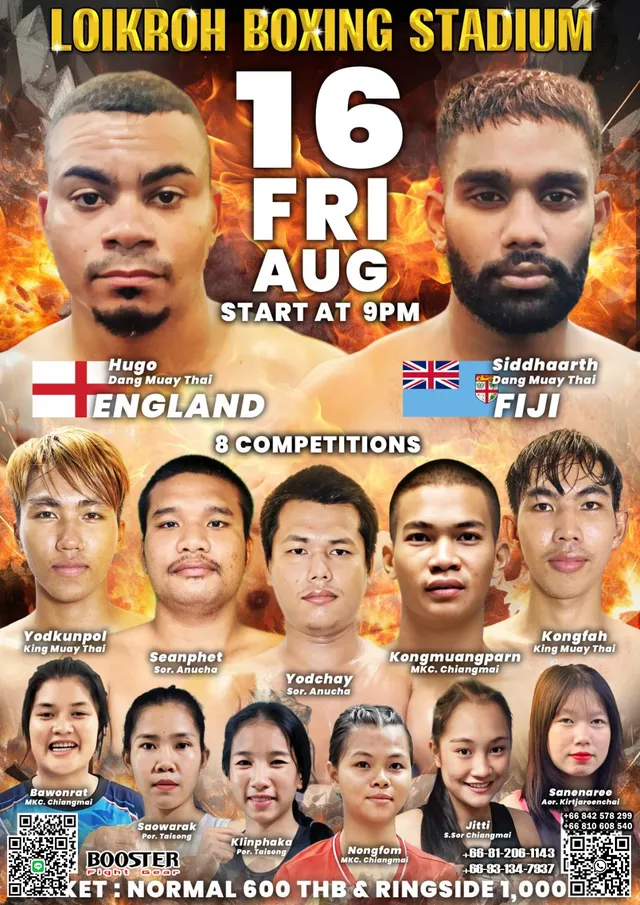 LOIKROH BOXING STADIUM
16
FRI
AUG
START AT 9PM
Hugo
Dang Muay Thai
ENGLAND
Siddhaarth
Dang Muay Thai
FIJI
8 COMPETITIONS
Yodkunpol
King Muay Thai
Seanphet
Sor. Anucha
Yodchay
Sor. Anucha
Kongmuangparn
MKC. Chiangmai
Kongfah
King Muay Thai
Bawonrat
MKC. Chiangmai
Saowarak
Por. Taisong
Klinphaka
Por. Taisong
Nongfom
MKC. Chiangmai
Jitti
S.Sor Chiangmai
Sanenaree
Aor. Kirtjaroenchai
+66 842 578 299
+66 810 608 540
BOOSTER
Fight Gear
+66-81-206-1143
+66-93-134-7937
KET : NORMAL 600 THB & RINGSIDE 1,000